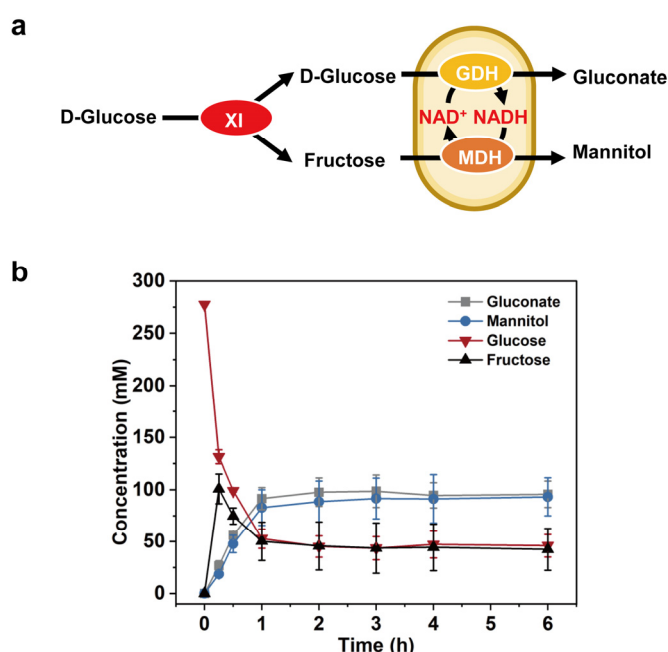 a
D-Glucose
XI
D-Glucose
Fructose
GDH
NAD⁺ NADH
MDH
Gluconate
Mannitol
b
Concentration (mM)
300
250
200
150
100
50
0
Gluconate
Mannitol
Glucose
Fructose
0 1 2 3 4 5 6
Time (h)